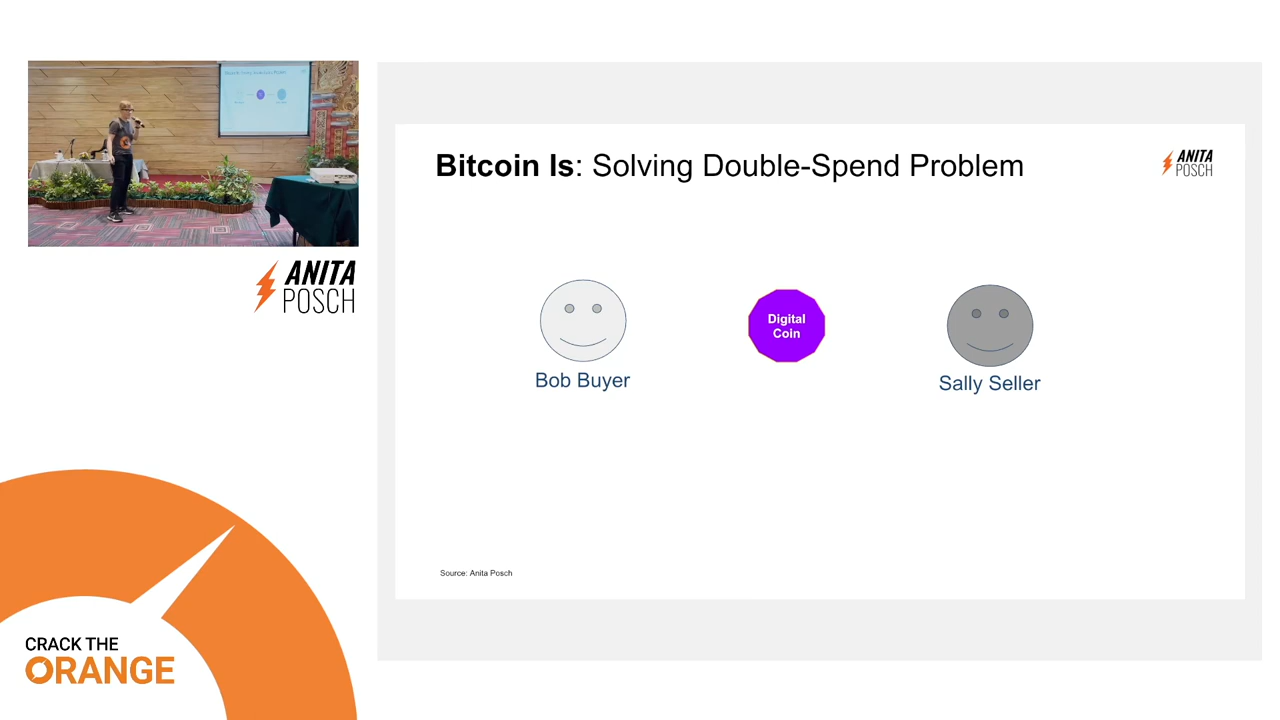 ANITA
POSCH
CRACK THE
ORANGE
Bitcoin Is: Solving Double-Spend Problem
ANITA
POSCH
Digital
Coin
Bob Buyer
Sally Seller
Source: Anita Posch